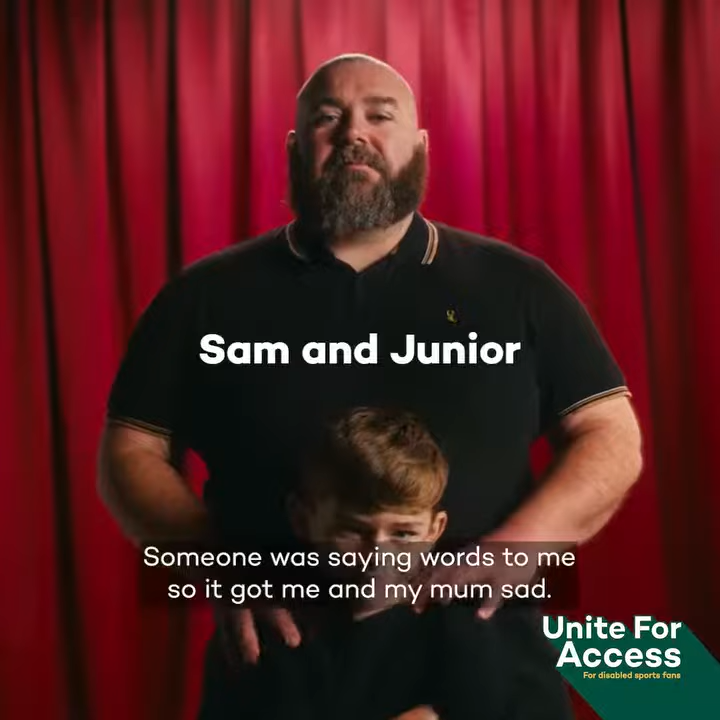 Sam and Junior
Someone was saying words to me
so it got me and my mum sad.
Unite For
Access
For disabled sports fans